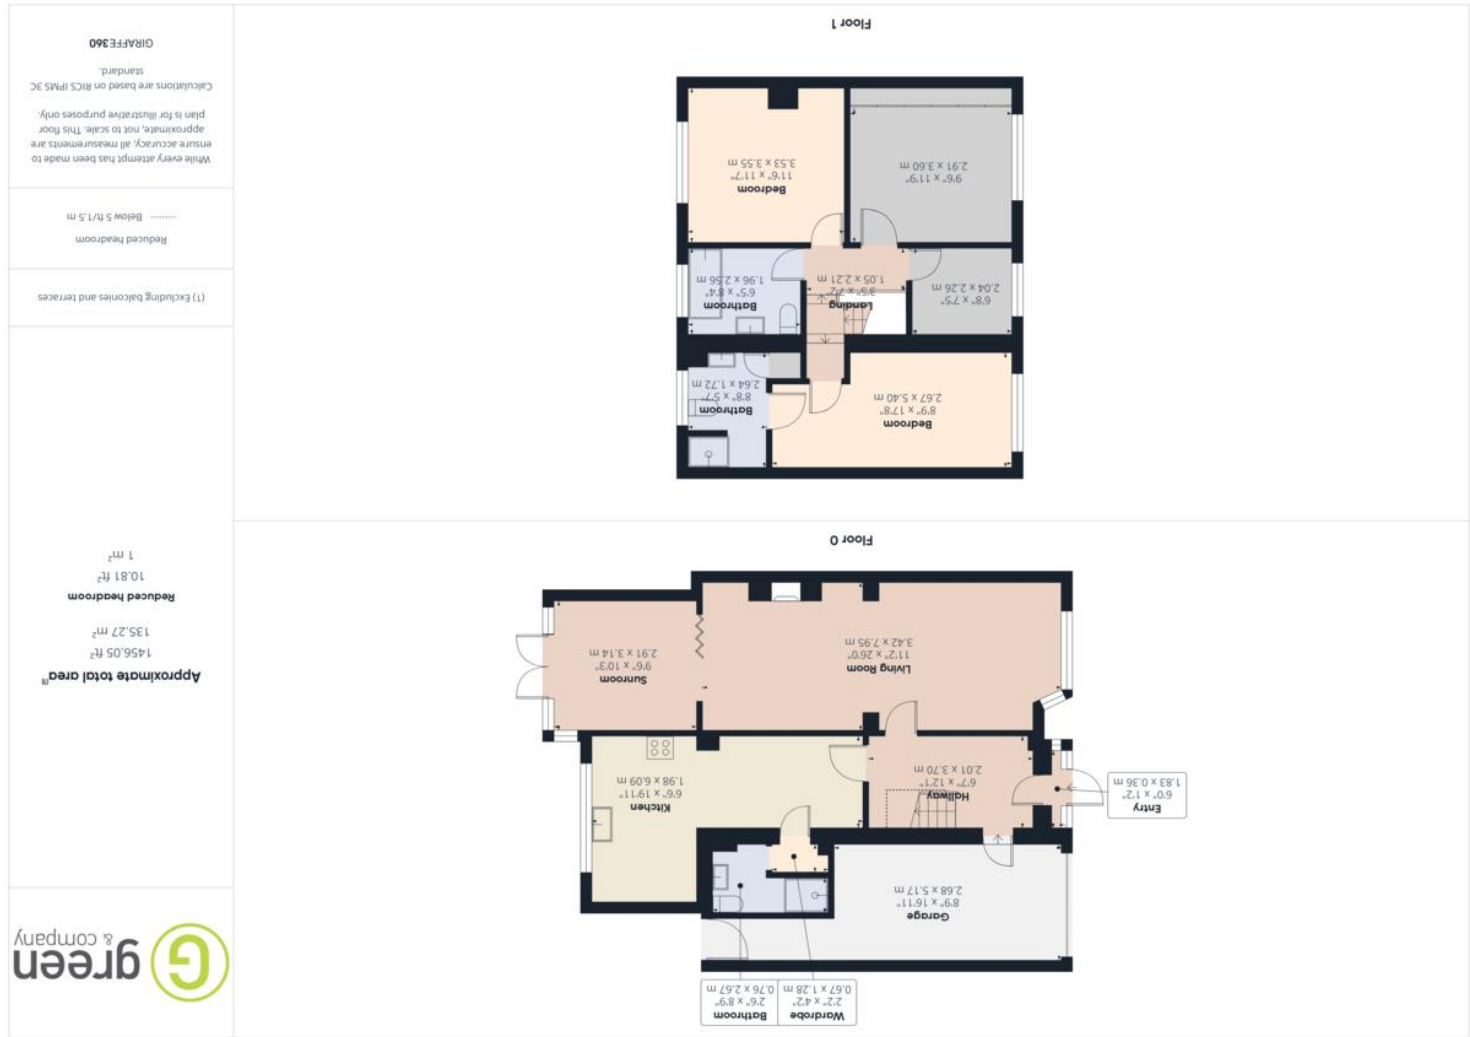 green
& company
Approximate total area⁽¹⁾
1456.05 ft²
135.27 m²
Reduced headroom
10.81 ft²
1 m²
(1) Excluding balconies and terraces
Reduced headroom
Below 5 ft/1.5 m
While every attempt has been made to
ensure accuracy, all measurements are
approximate, not to scale. This floor
plan is for illustrative purposes only.
Calculations are based on RICS IPMS 3C
standard.
GIRAFFE360
Wardrobe
2'2" x 4'2"
0.67 x 1.28 m
Bathroom
2'6" x 8'9"
0.76 x 2.67 m
Garage
8'9" x 16'11"
2.68 x 5.17 m
Entry
6'0" x 1'2"
1.83 x 0.36 m
Hallway
6'7" x 12'1"
2.01 x 3.70 m
Kitchen
6'6" x 19'11"
1.98 x 6.09 m
Living Room
11'2" x 26'0"
3.42 x 7.95 m
Sunroom
9'6" x 10'3"
2.91 x 3.14 m
Floor 0
Bedroom
8'9" x 17'8"
2.67 x 5.40 m
Bathroom
8'8" x 5'7"
2.64 x 1.72 m
6'8" x 7'5"
2.04 x 2.26 m
Landing
3'5" x 7'2"
1.05 x 2.21 m
Bathroom
6'5" x 8'4"
1.96 x 2.56 m
9'6" x 11'9"
2.91 x 3.60 m
Bedroom
11'6" x 11'7"
3.53 x 3.55 m
Floor 1